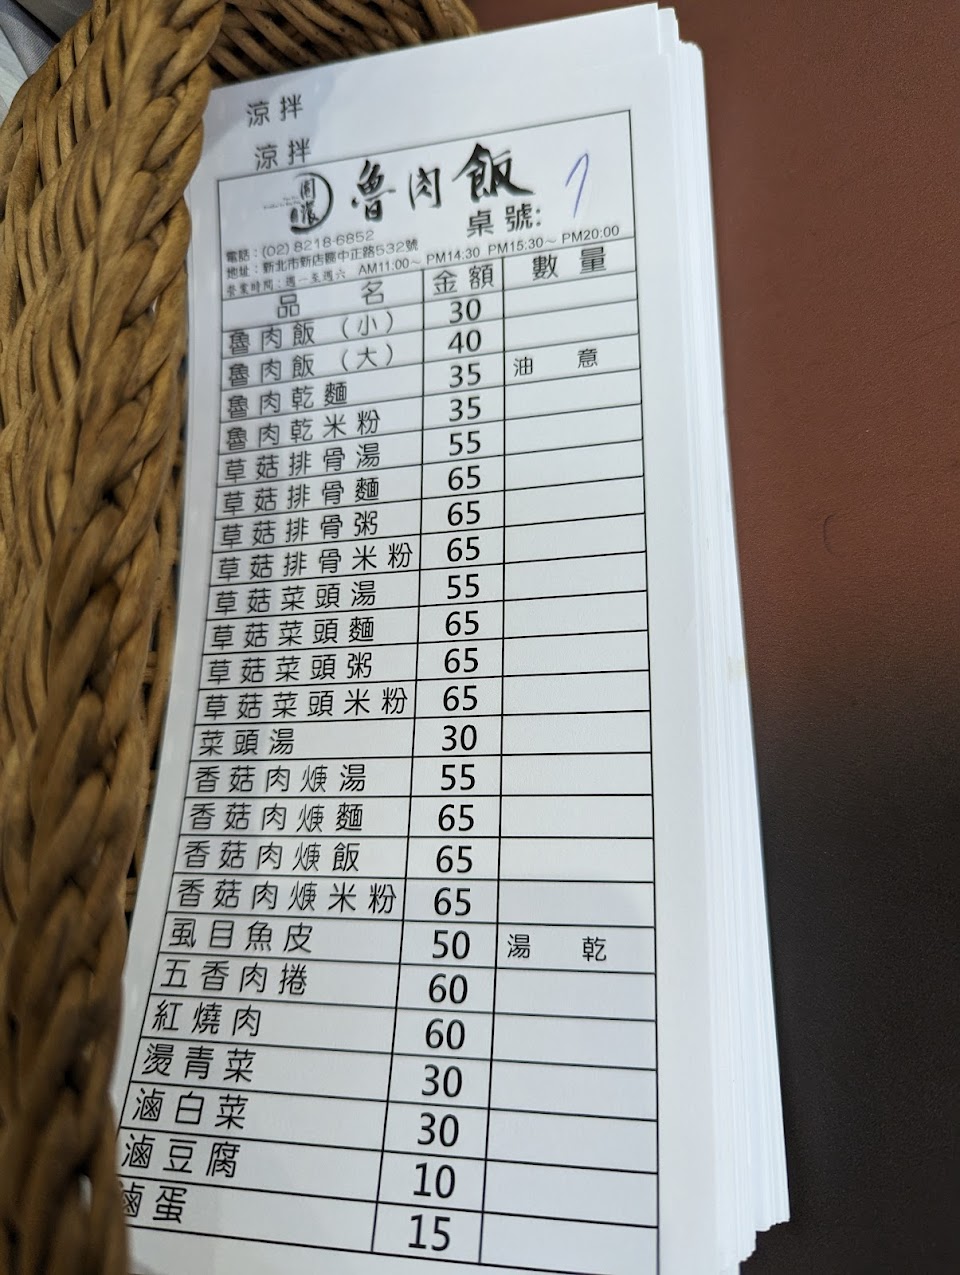 涼拌
涼拌
魯肉飯
桌號: 7
電話：(02) 8218-6852
地址：新北市新店區中正路532號
營業時間：週一至週六 AM11:00~ PM14:30 PM15:30~ PM20:00
品名 金額 數量
魯肉飯（小） 30
魯肉飯（大） 40
魯肉乾麵 35 油 意
魯肉乾米粉 35
草菇排骨湯 55
草菇排骨麵 65
草菇排骨粥 65
草菇排骨米粉 65
草菇菜頭湯 55
草菇菜頭麵 65
草菇菜頭粥 65
草菇菜頭米粉 65
菜頭湯 30
香菇肉焿湯 55
香菇肉焿麵 65
香菇肉焿飯 65
香菇肉焿米粉 65
虱目魚皮 50 湯 乾
五香肉捲 60
紅燒肉 60
燙青菜 30
滷白菜 30
滷豆腐 10
滷蛋 15